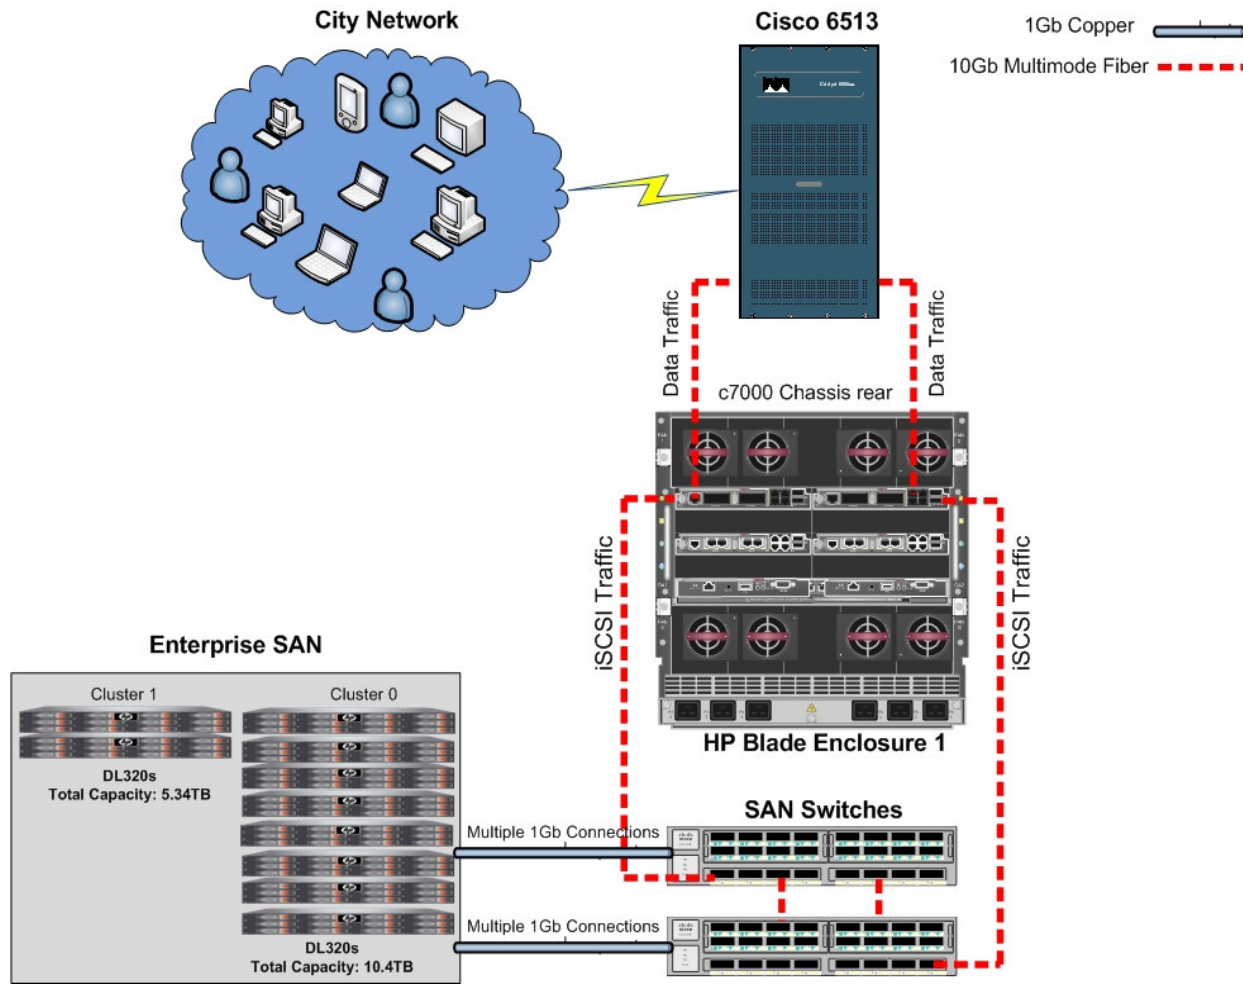 City Network
Cisco 6513
1Gb Copper
10Gb Multimode Fiber
Data Traffic
Data Traffic
c7000 Chassis rear
iSCSI Traffic
iSCSI Traffic
HP Blade Enclosure 1
Enterprise SAN
Cluster 1
Cluster 0
hp
DL320s
Total Capacity: 5.34TB
SAN Switches
Multiple 1Gb Connections
Multiple 1Gb Connections
DL320s
Total Capacity: 10.4TB